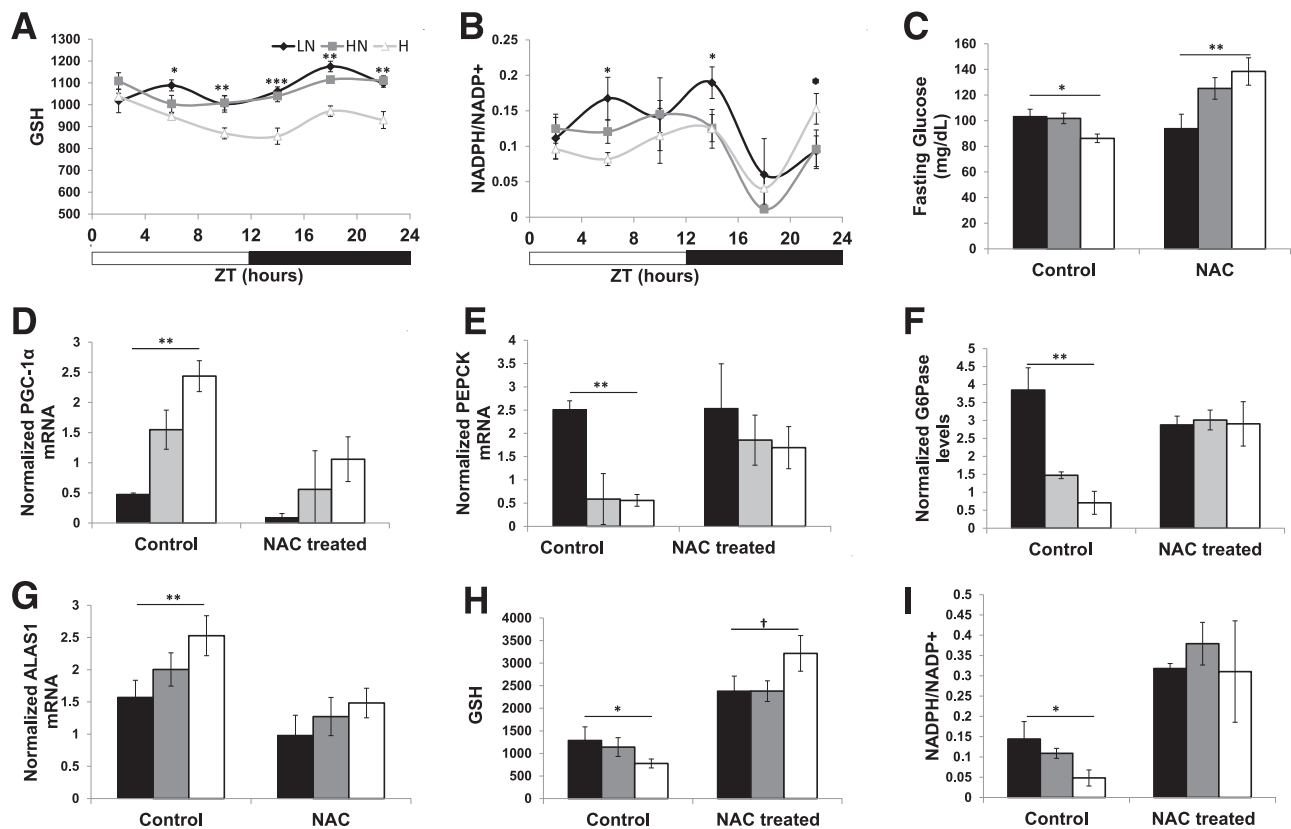 A
1300
1200
1100
1000
900
800
700
600
500
GSH
LN HN H
* ** *** ** **
0 4 8 12 16 20 24
ZT (hours)
B
0.25
0.2
0.15
0.1
0.05
0
NADPH/NADP+
* * *
0 4 8 12 16 20 24
ZT (hours)
C
160
140
120
100
80
60
40
20
0
Fasting Glucose
(mg/dL)
* **
Control NAC
D
3
2.5
2
1.5
1
0.5
0
Normalized PGC-1α
mRNA
**
Control NAC treated
E
4
3.5
3
2.5
2
1.5
1
0.5
0
Normalized PEPCK
mRNA
**
Control NAC treated
F
5
4.5
4
3.5
3
2.5
2
1.5
1
0.5
0
Normalized G6Pase
levels
**
Control NAC treated
G
3
2.5
2
1.5
1
0.5
0
Normalized ALAS1
mRNA
**
Control NAC
H
4000
3500
3000
2500
2000
1500
1000
500
0
GSH
* †
Control NAC treated
I
0.5
0.45
0.4
0.35
0.3
0.25
0.2
0.15
0.1
0.05
0
NADPH/NADP+
*
Control NAC treated